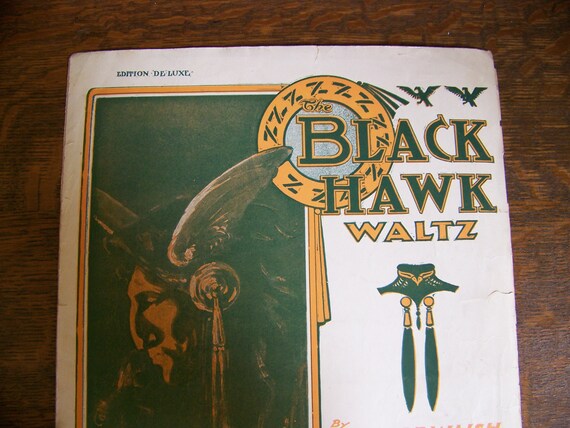 EDITION DE LUXE
The
BLACK
HAWK
WALTZ
BY